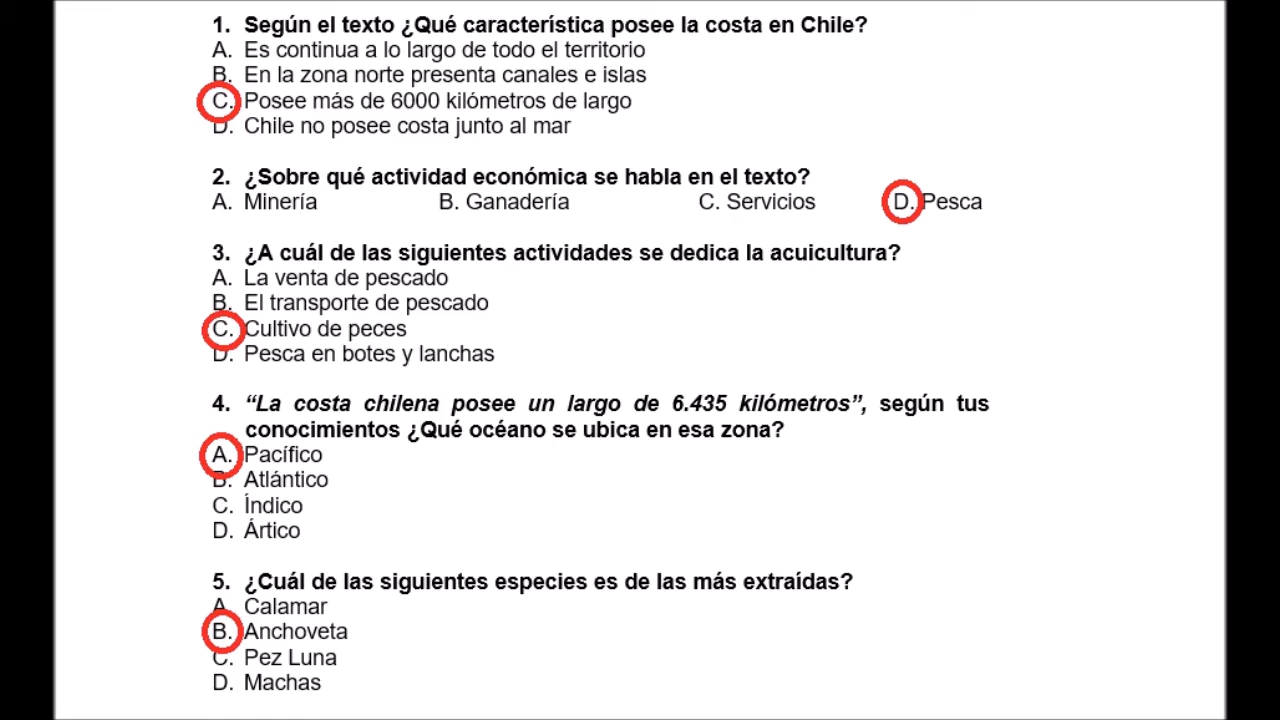 1. Según el texto ¿Qué característica posee la costa en Chile?
A. Es continua a lo largo de todo el territorio
B. En la zona norte presenta canales e islas
C. Posee más de 6000 kilómetros de largo
D. Chile no posee costa junto al mar
2. ¿Sobre qué actividad económica se habla en el texto?
A. Minería B. Ganadería C. Servicios D. Pesca
3. ¿A cuál de las siguientes actividades se dedica la acuicultura?
A. La venta de pescado
B. El transporte de pescado
C. Cultivo de peces
D. Pesca en botes y lanchas
4. “La costa chilena posee un largo de 6.435 kilómetros”, según tus
conocimientos ¿Qué océano se ubica en esa zona?
A. Pacífico
B. Atlántico
C. Índico
D. Ártico
5. ¿Cuál de las siguientes especies es de las más extraídas?
A. Calamar
B. Anchoveta
C. Pez Luna
D. Machas